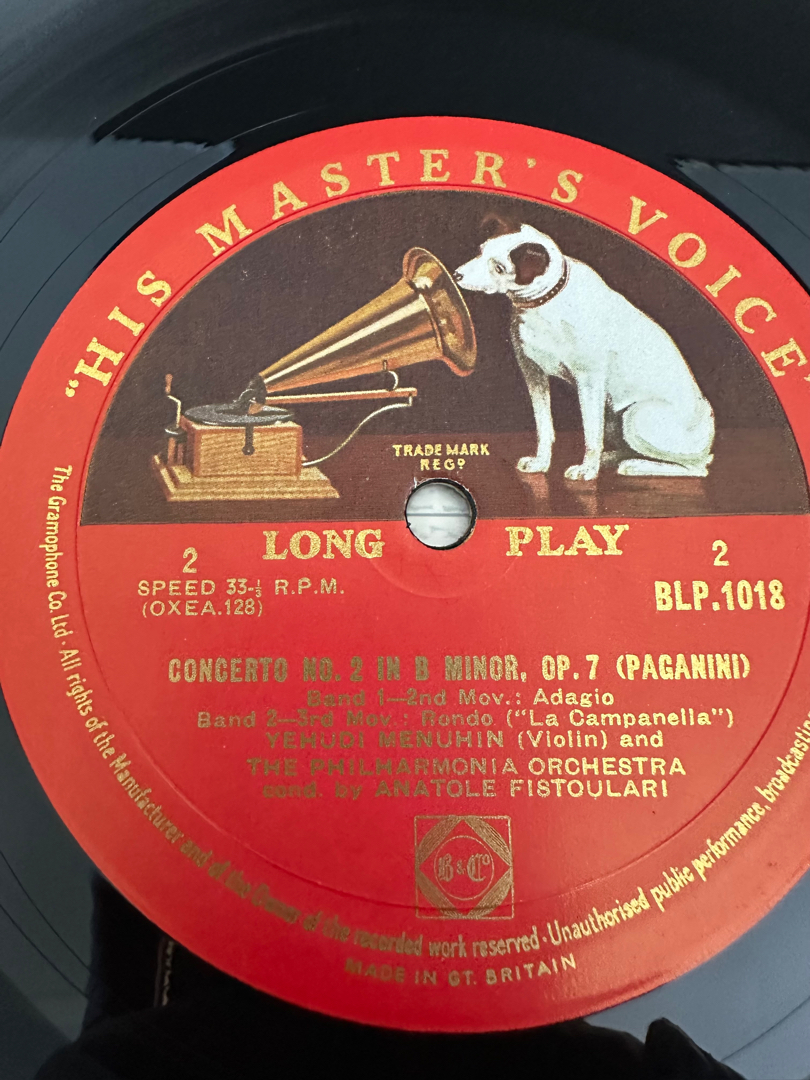 "HIS MASTER'S VOICE"
TRADE MARK
REGD
LONG PLAY
2 2
SPEED 33-⅓ R.P.M.
(OXEA.128)
BLP.1018
CONCERTO NO. 2 IN B MINOR, OP. 7 (PAGANINI)
Band 1—2nd Mov.: Adagio
Band 2—3rd Mov.: Rondo ("La Campanella")
YEHUDI MENUHIN (Violin) and
THE PHILHARMONIA ORCHESTRA
cond. by ANATOLE FISTOULARI
B & Co
The Gramophone Co. Ltd · All rights of the Manufacturer and of the Owner of the recorded work reserved · Unauthorised public performance, broadcasting
MADE IN GT. BRITAIN